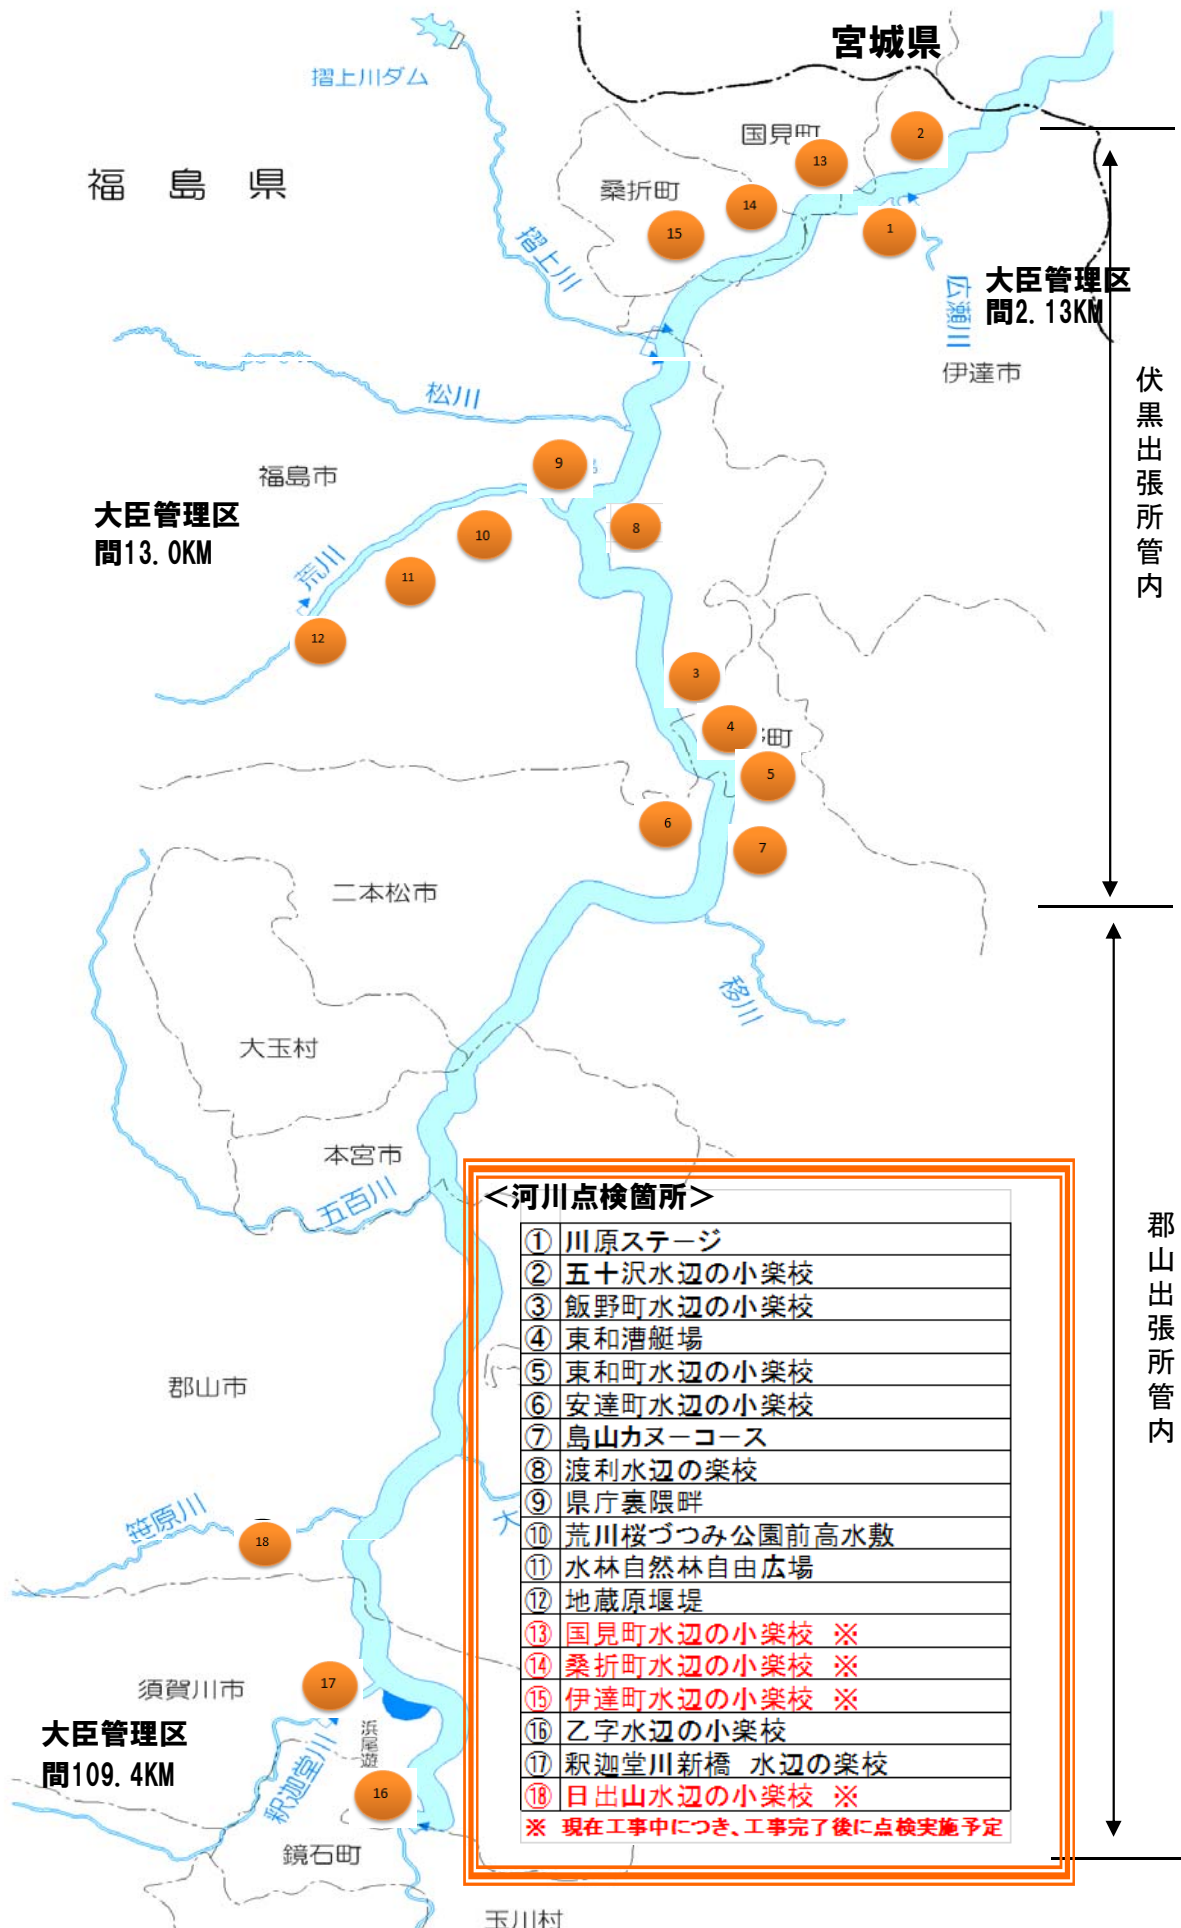 宮城県
摺上川ダム
国見町
2
13
福島県
桑折町
14
15
1
摺上川
大臣管理区
間2.13KM
広瀬川
伊達市
松川
伏黒出張所管内
福島市
9
大臣管理区
間13.0KM
10
8
荒川
11
12
3
4
町
5
6
7
二本松市
移川
大玉村
本宮市
五百川
郡山市
笹原川
18
大
須賀川市
17
大臣管理区
間109.4KM
釈迦堂川
浜尾遊
16
鏡石町
玉川村
郡山出張所管内
＜河川点検箇所＞
① 川原ステージ
② 五十沢水辺の小楽校
③ 飯野町水辺の小楽校
④ 東和漕艇場
⑤ 東和町水辺の小楽校
⑥ 安達町水辺の小楽校
⑦ 島山カヌーコース
⑧ 渡利水辺の楽校
⑨ 県庁裏隈畔
⑩ 荒川桜づつみ公園前高水敷
⑪ 水林自然林自由広場
⑫ 地蔵原堰堤
⑬ 国見町水辺の小楽校 ※
⑭ 桑折町水辺の小楽校 ※
⑮ 伊達町水辺の小楽校 ※
⑯ 乙字水辺の小楽校
⑰ 釈迦堂川新橋 水辺の楽校
⑱ 日出山水辺の小楽校 ※
※ 現在工事中につき、工事完了後に点検実施予定